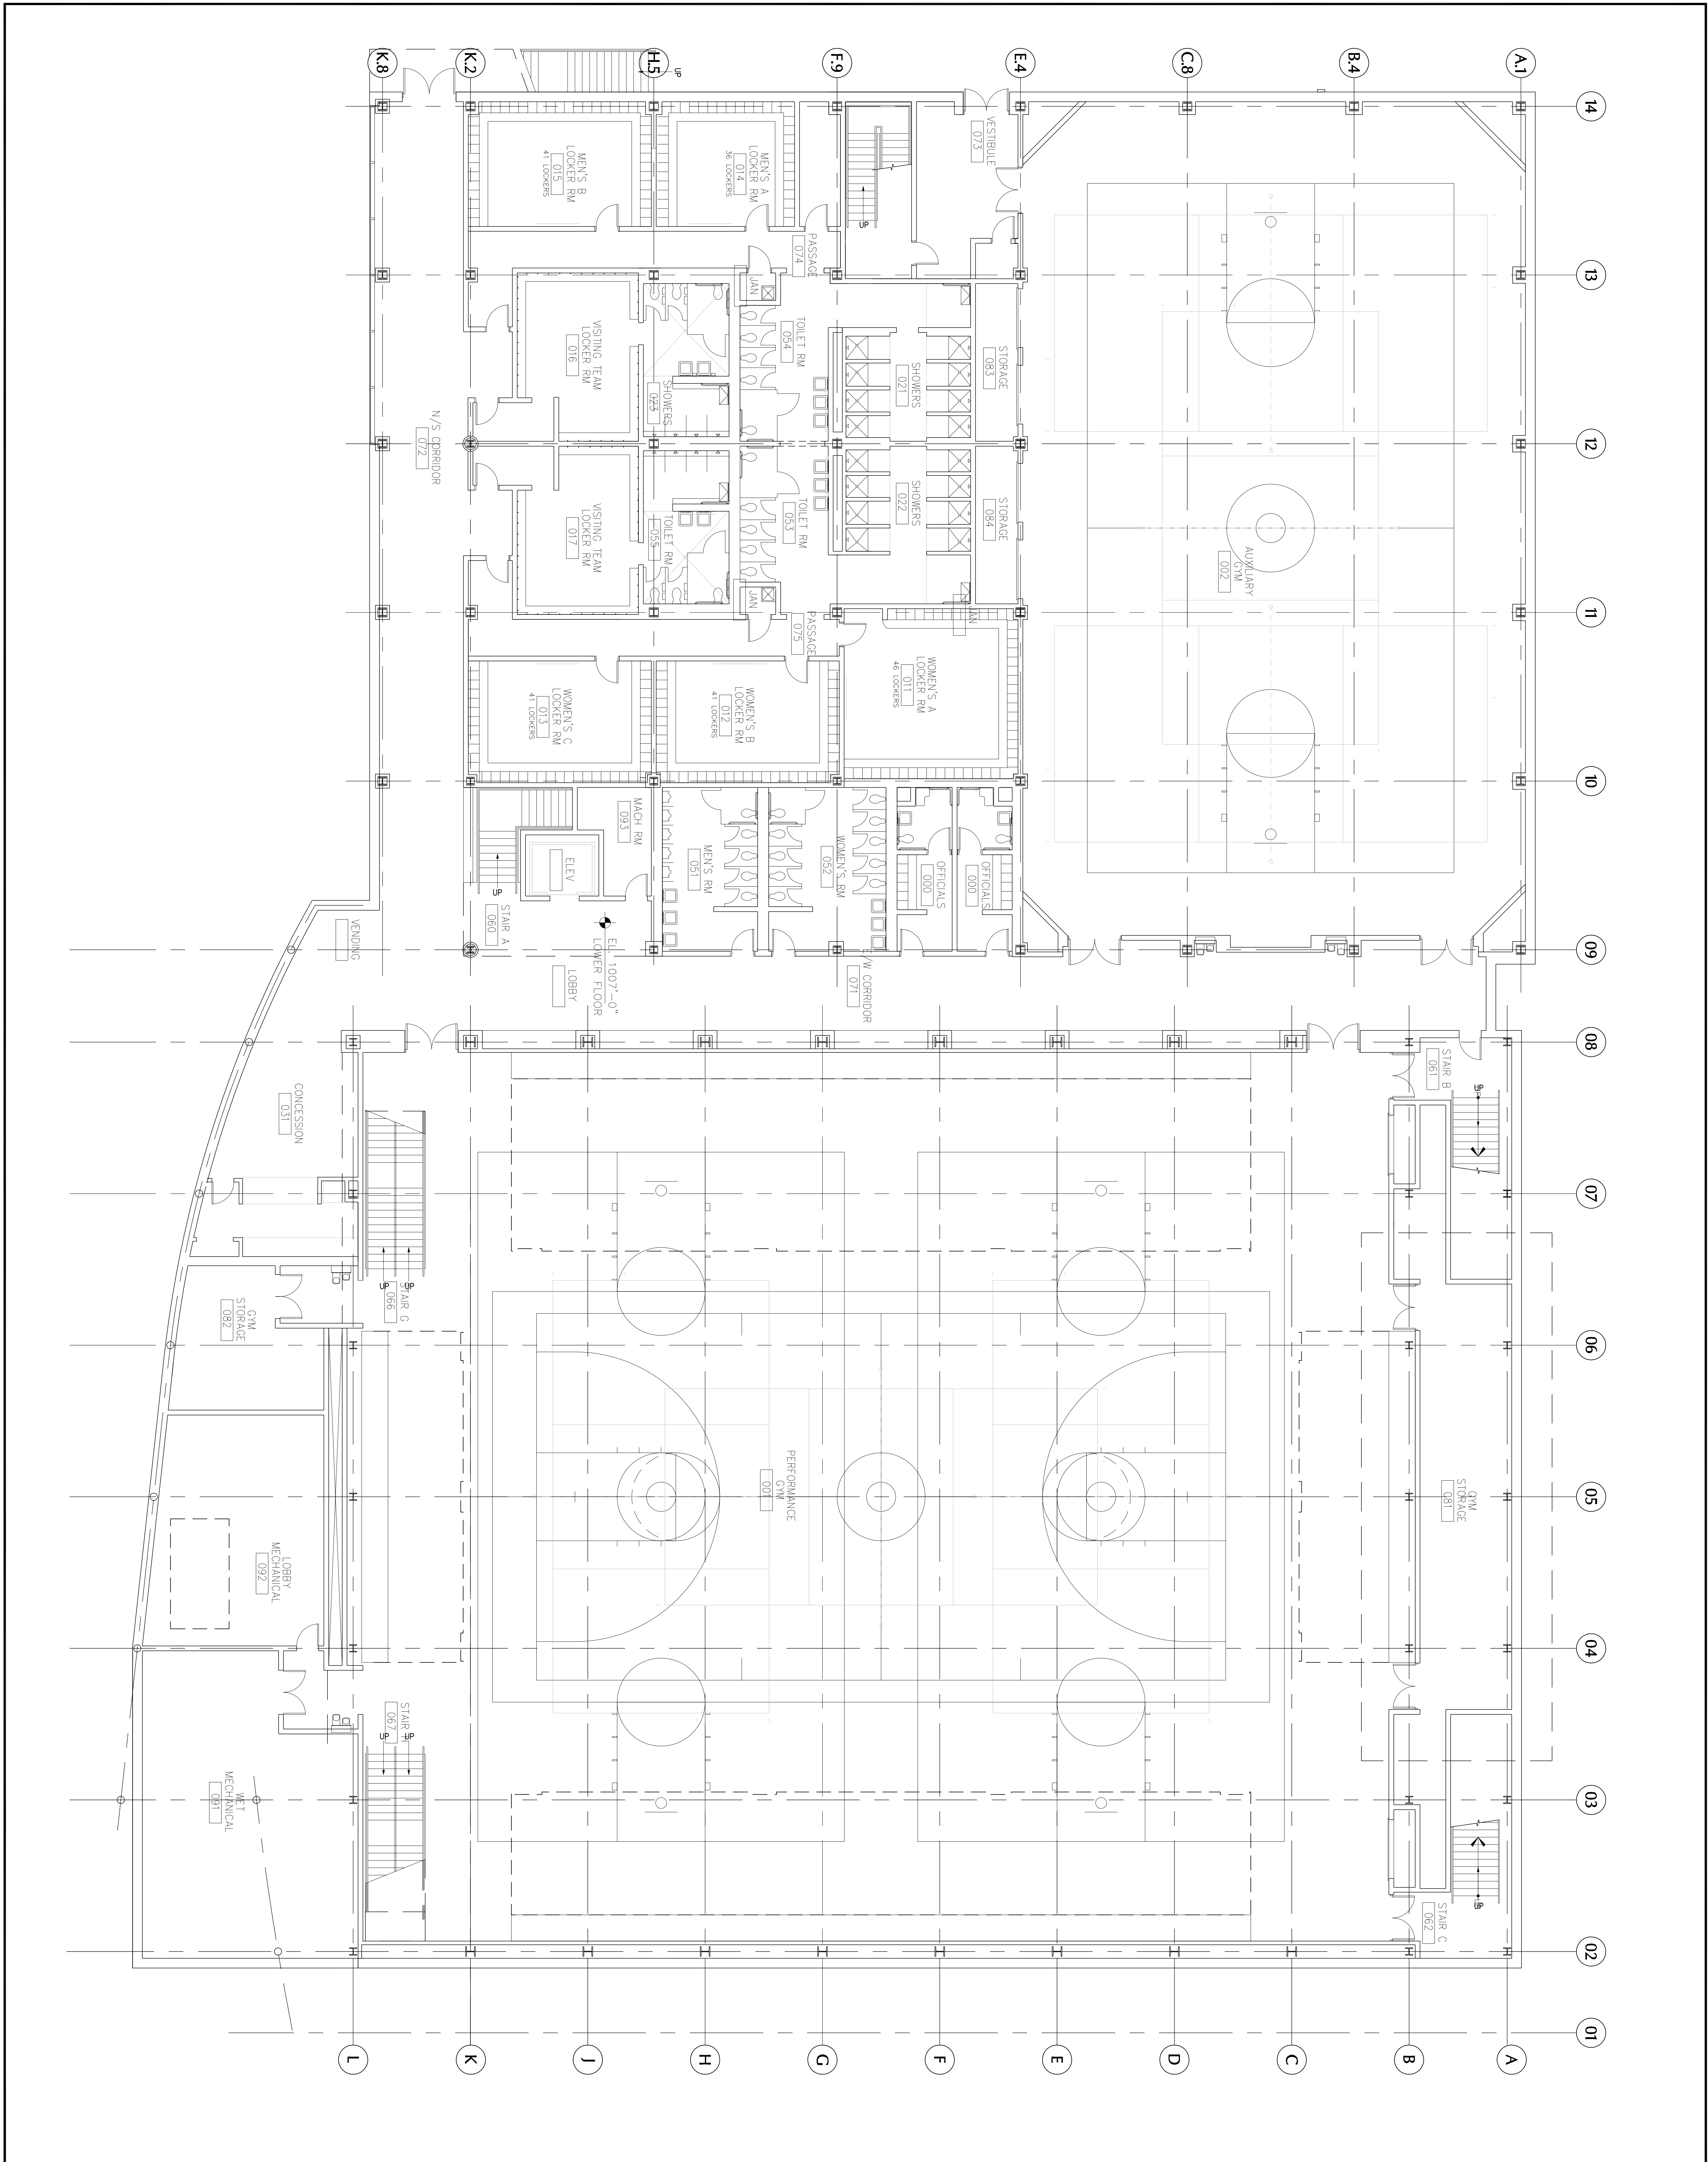 K.8
K.2
H.5
F.9
E.4
C.8
B.4
A.1
14
13
12
11
10
09
08
07
06
05
04
03
02
01
L
K
J
H
G
F
E
D
C
B
A
UP
VESTIBULE
073
MEN'S B
LOCKER RM
015
41 LOCKERS
MEN'S A
LOCKER RM
014
36 LOCKERS
UP
PASSAGE
074
JAN
VISITING TEAM
LOCKER RM
016
SHOWERS
023
TOILET RM
054
SHOWERS
021
STORAGE
083
N/S CORRIDOR
072
VISITING TEAM
LOCKER RM
017
TOILET RM
055
TOILET RM
053
SHOWERS
022
STORAGE
084
AUXILIARY
GYM
002
JAN
PASSAGE
075
JAN
WOMEN'S C
LOCKER RM
013
41 LOCKERS
WOMEN'S B
LOCKER RM
012
41 LOCKERS
WOMEN'S A
LOCKER RM
011
46 LOCKERS
MACH RM
093
ELEV
UP
STAIR A
060
MEN'S RM
051
WOMEN'S RM
052
OFFICIALS
000
OFFICIALS
000
VENDING
EL. 1007'-0"
LOWER FLOOR
LOBBY
/W CORRIDOR
071
CONCESSION
031
STAIR B
061
UP
UP
UP
STAIR G
066
GYM
STORAGE
082
PERFORMANCE
GYM
001
GYM
STORAGE
081
LOBBY
MECHANICAL
092
STAIR H
067
UP
UP
WET
MECHANICAL
091
UP
STAIR C
062